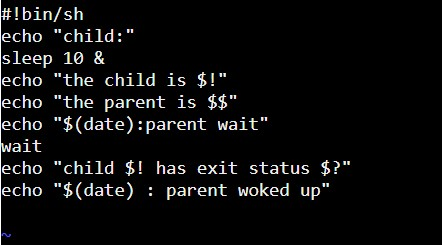 #!bin/sh
echo "child:"
sleep 10 &
echo "the child is $!"
echo "the parent is $$"
echo "$(date):parent wait"
wait
echo "child $! has exit status $?"
echo "$(date) : parent woked up"
~